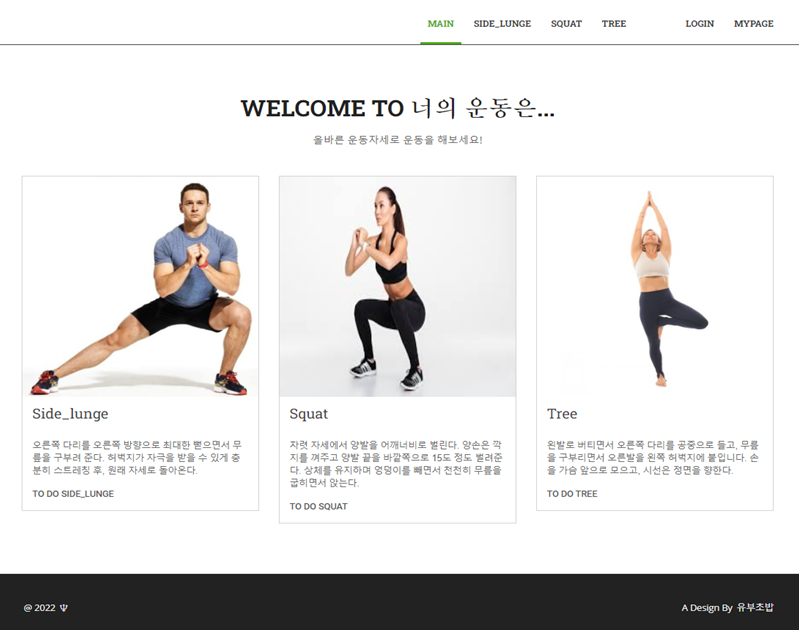 MAIN SIDE_LUNGE SQUAT TREE LOGIN MYPAGE
WELCOME TO 너의 운동은...
올바른 운동자세로 운동을 해보세요!
Side_lunge
오른쪽 다리를 오른쪽 방향으로 최대한 뻗으면서 무
릎을 구부려 준다. 허벅지가 자극을 받을 수 있게 충
분히 스트레칭 후, 원래 자세로 돌아온다.
TO DO SIDE_LUNGE
Squat
자럿 자세에서 양발을 어깨너비로 벌린다. 양손은 깍
지를 껴주고 양발 끝을 바깥쪽으로 15도 정도 벌려준
다. 상체를 유지하며 엉덩이를 빼면서 천천히 무릎을
굽히면서 앉는다.
TO DO SQUAT
Tree
왼발로 버티면서 오른쪽 다리를 공중으로 들고, 무릎
을 구부리면서 오른발을 왼쪽 허벅지에 붙입니다. 손
을 가슴 앞으로 모으고, 시선은 정면을 향한다.
TO DO TREE
@ 2022 Ψ
A Design By 유부초밥